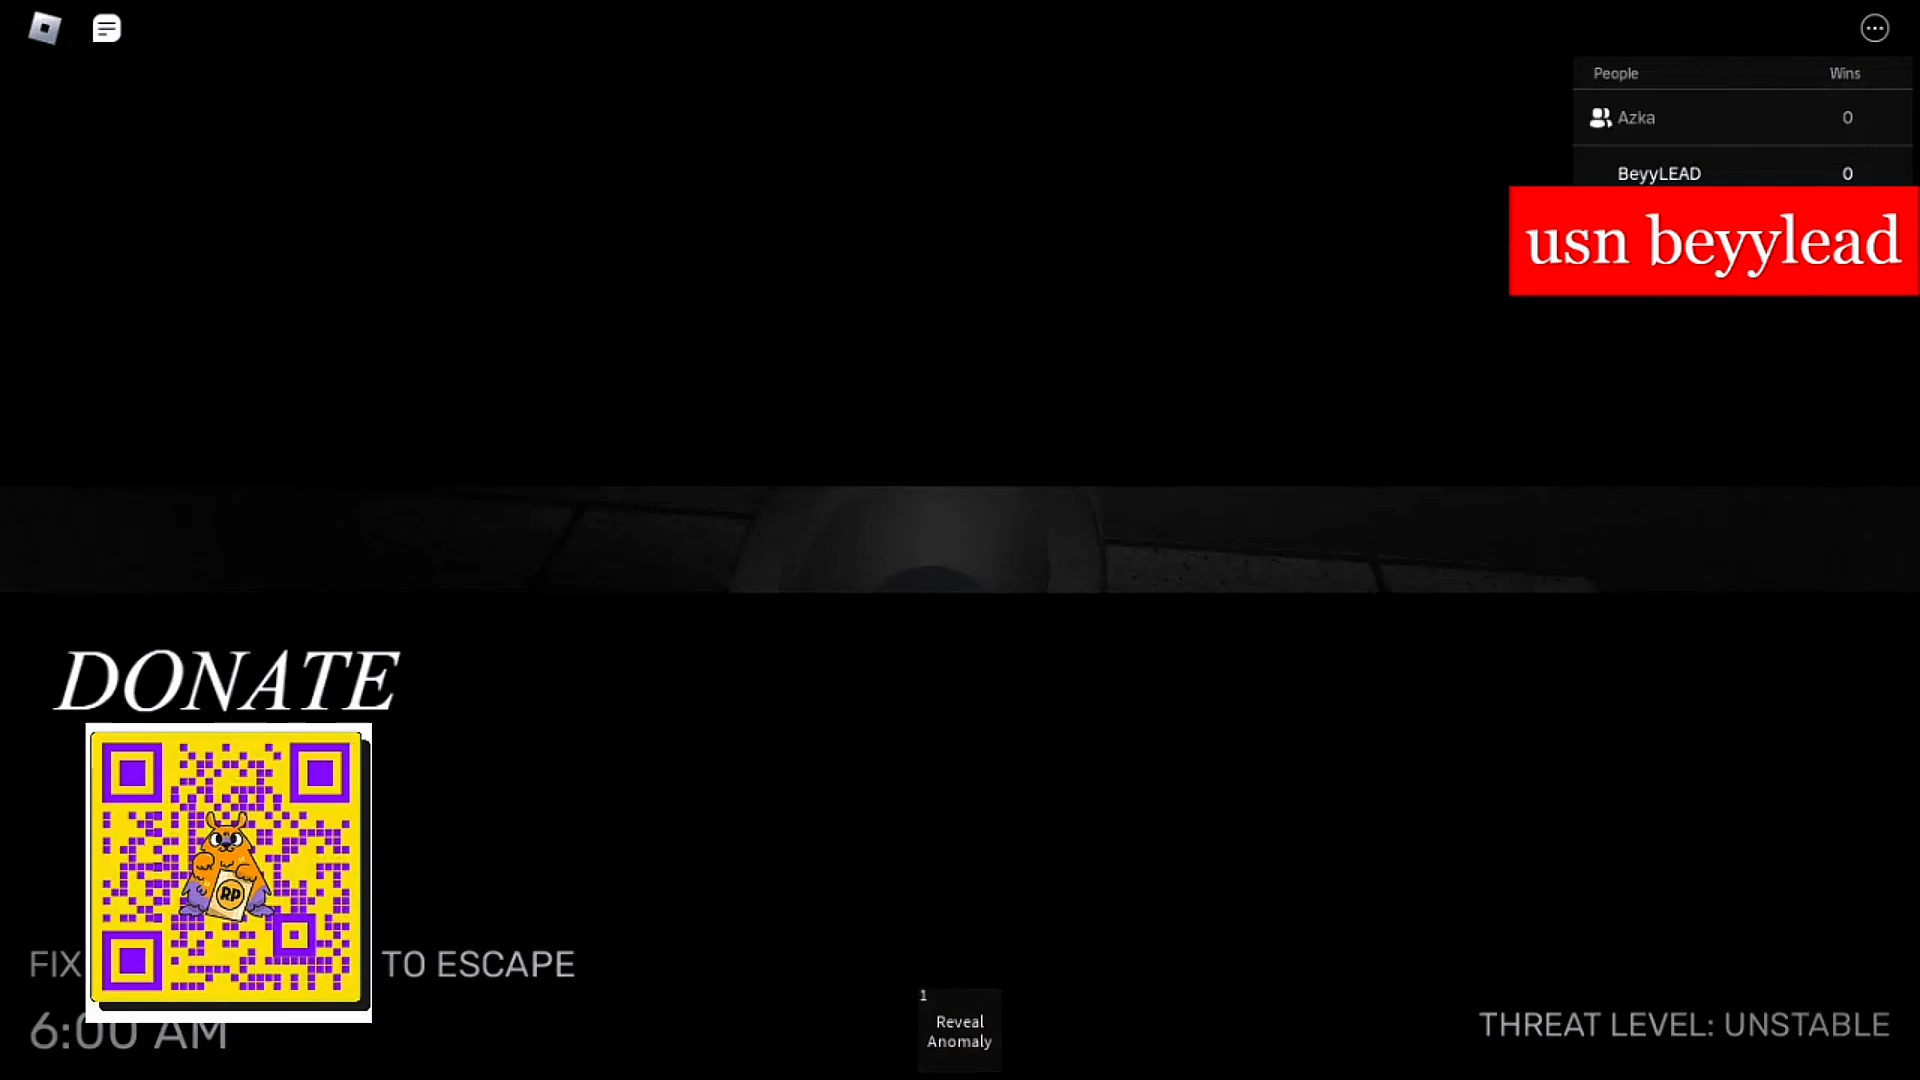 People Wins
Azka 0
BeyyLEAD 0
usn beyylead
DONATE
RP
FIX TO ESCAPE
6:00 AM
1
Reveal
Anomaly
THREAT LEVEL: UNSTABLE